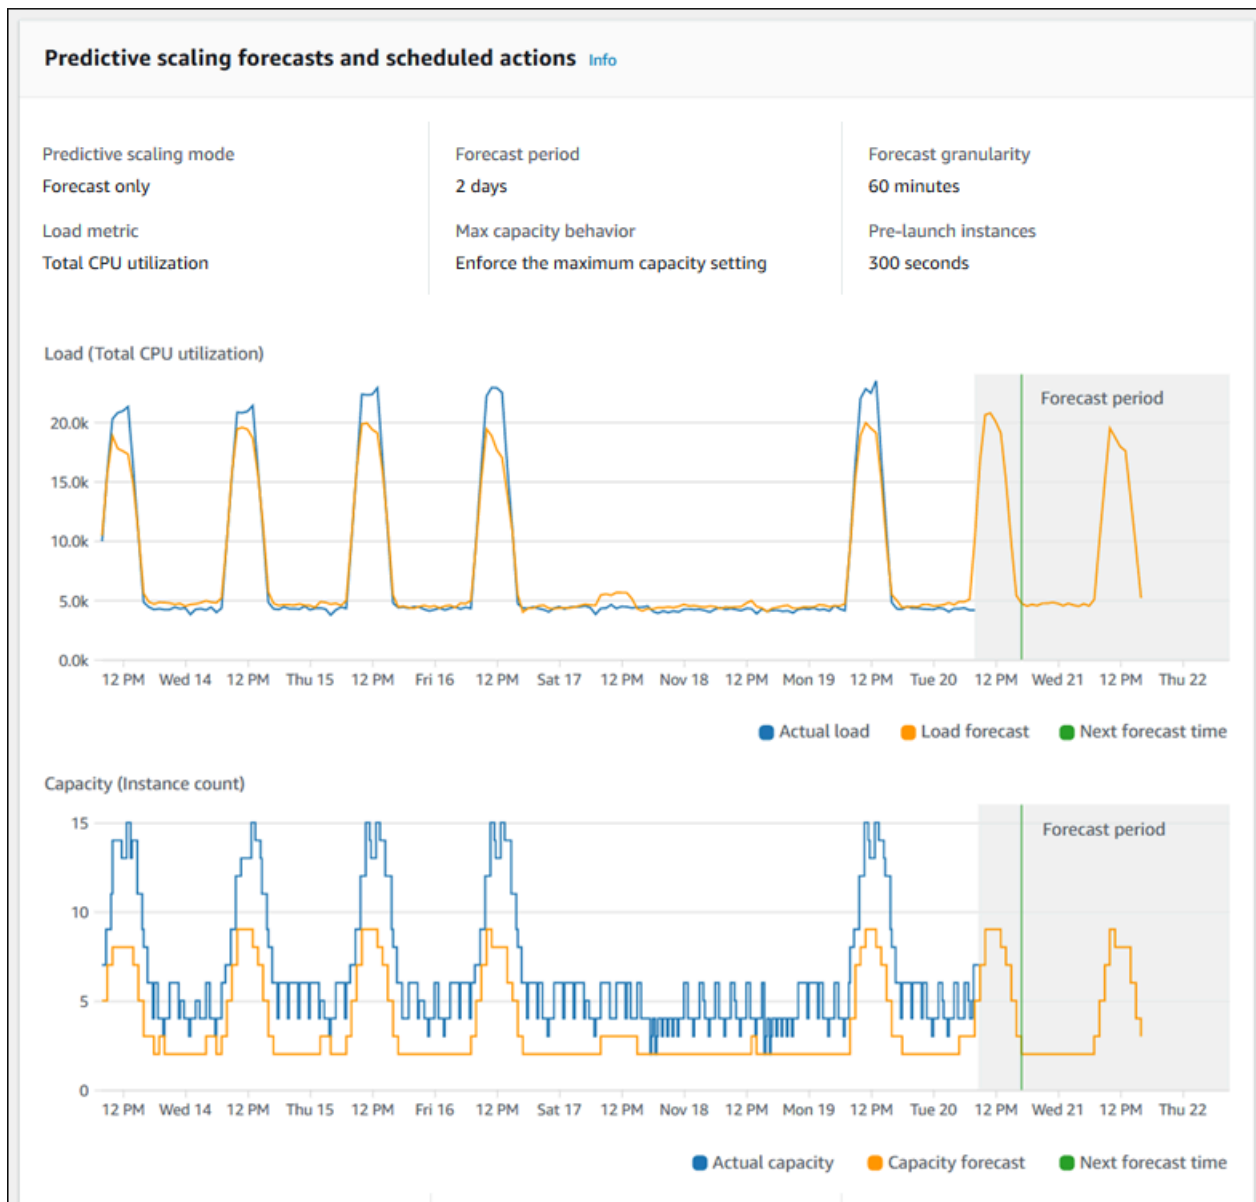 Predictive scaling forecasts and scheduled actions Info
Predictive scaling mode
Forecast only
Forecast period
2 days
Forecast granularity
60 minutes
Load metric
Total CPU utilization
Max capacity behavior
Enforce the maximum capacity setting
Pre-launch instances
300 seconds
Load (Total CPU utilization)
Forecast period
20.0k
15.0k
10.0k
5.0k
0.0k
12 PM Wed 14 12 PM Thu 15 12 PM Fri 16 12 PM Sat 17 12 PM Nov 18 12 PM Mon 19 12 PM Tue 20 12 PM Wed 21 12 PM Thu 22
Actual load Load forecast Next forecast time
Capacity (Instance count)
15
Forecast period
10
5
0
12 PM Wed 14 12 PM Thu 15 12 PM Fri 16 12 PM Sat 17 12 PM Nov 18 12 PM Mon 19 12 PM Tue 20 12 PM Wed 21 12 PM Thu 22
Actual capacity Capacity forecast Next forecast time